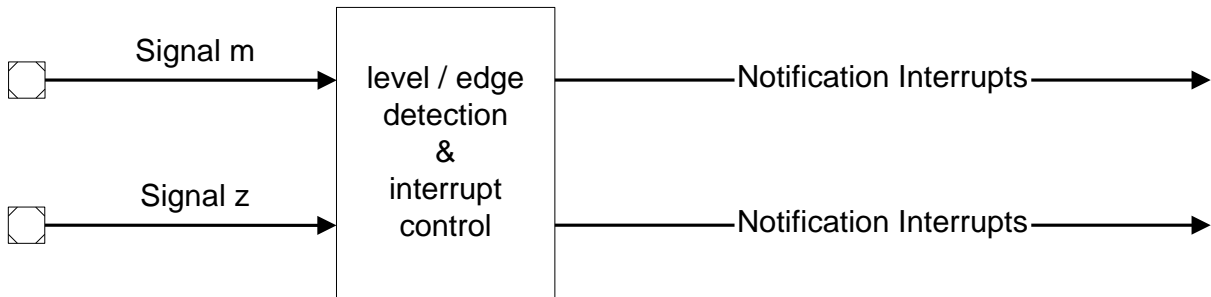 Signal m
level / edge
detection
&
interrupt
control
Notification Interrupts
Signal z
Notification Interrupts